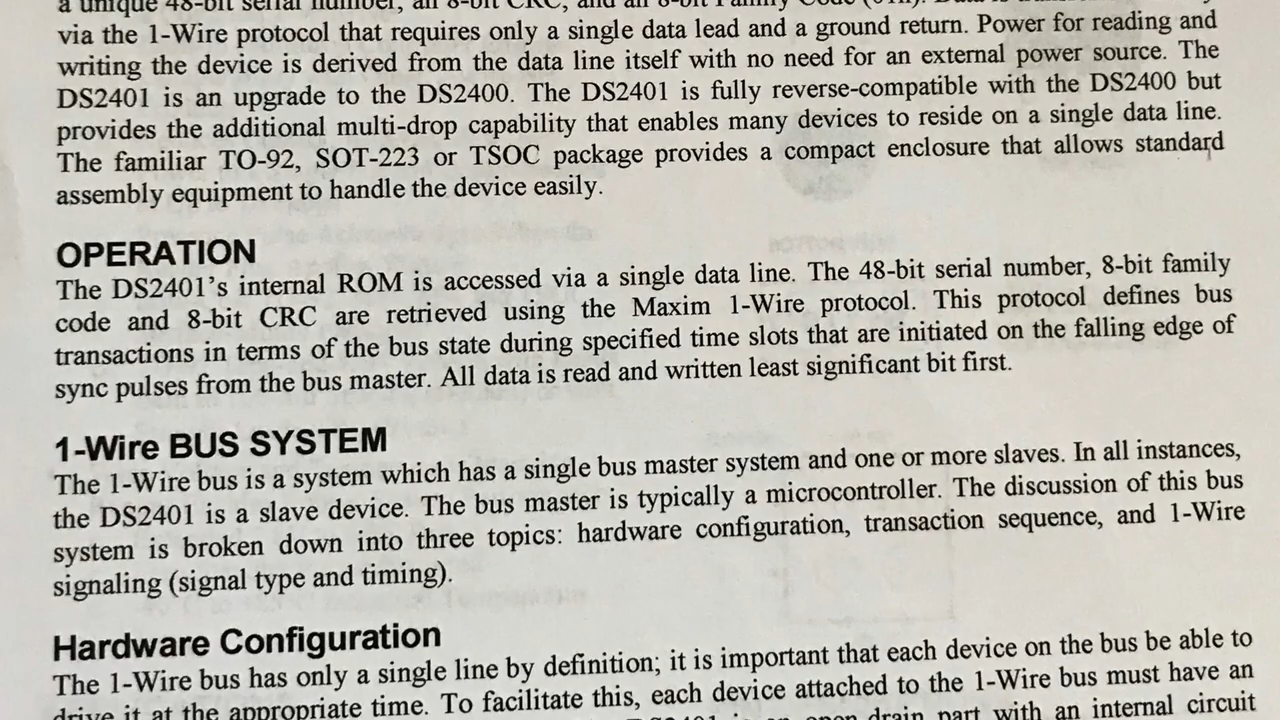 a unique 48-bit serial number, an 8-bit CRC, and an 8-bit Family Code
via the 1-Wire protocol that requires only a single data lead and a ground return. Power for reading and
writing the device is derived from the data line itself with no need for an external power source. The
DS2401 is an upgrade to the DS2400. The DS2401 is fully reverse-compatible with the DS2400 but
provides the additional multi-drop capability that enables many devices to reside on a single data line.
The familiar TO-92, SOT-223 or TSOC package provides a compact enclosure that allows standard
assembly equipment to handle the device easily.
OPERATION
The DS2401's internal ROM is accessed via a single data line. The 48-bit serial number, 8-bit family
code and 8-bit CRC are retrieved using the Maxim 1-Wire protocol. This protocol defines bus
transactions in terms of the bus state during specified time slots that are initiated on the falling edge of
sync pulses from the bus master. All data is read and written least significant bit first.
1-Wire BUS SYSTEM
The 1-Wire bus is a system which has a single bus master system and one or more slaves. In all instances,
the DS2401 is a slave device. The bus master is typically a microcontroller. The discussion of this bus
system is broken down into three topics: hardware configuration, transaction sequence, and 1-Wire
signaling (signal type and timing).
Hardware Configuration
The 1-Wire bus has only a single line by definition; it is important that each device on the bus be able to
drive it at the appropriate time. To facilitate this, each device attached to the 1-Wire bus must have an
open drain part with an internal circuit